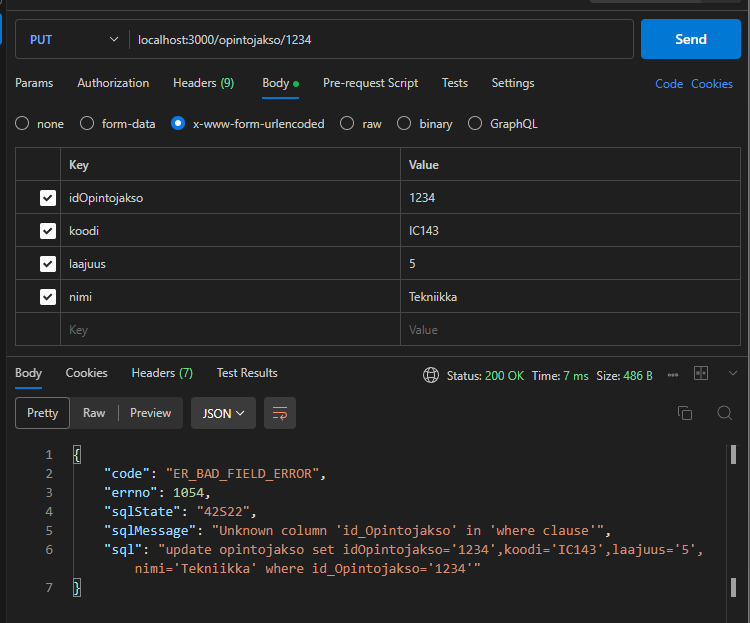 PUT localhost:3000/opintojakso/1234 Send
Params Authorization Headers (9) Body Pre-request Script Tests Settings Code Cookies
none form-data x-www-form-urlencoded raw binary GraphQL
Key Value
idOpintojakso 1234
koodi IC143
laajuus 5
nimi Tekniikka
Key Value
Body Cookies Headers (7) Test Results Status: 200 OK Time: 7 ms Size: 486 B
Pretty Raw Preview JSON
1 {
2 "code": "ER_BAD_FIELD_ERROR",
3 "errno": 1054,
4 "sqlState": "42S22",
5 "sqlMessage": "Unknown column 'id_Opintojakso' in 'where clause'",
6 "sql": "update opintojakso set idOpintojakso='1234',koodi='IC143',laajuus='5',
nimi='Tekniikka' where id_Opintojakso='1234'"
7 }